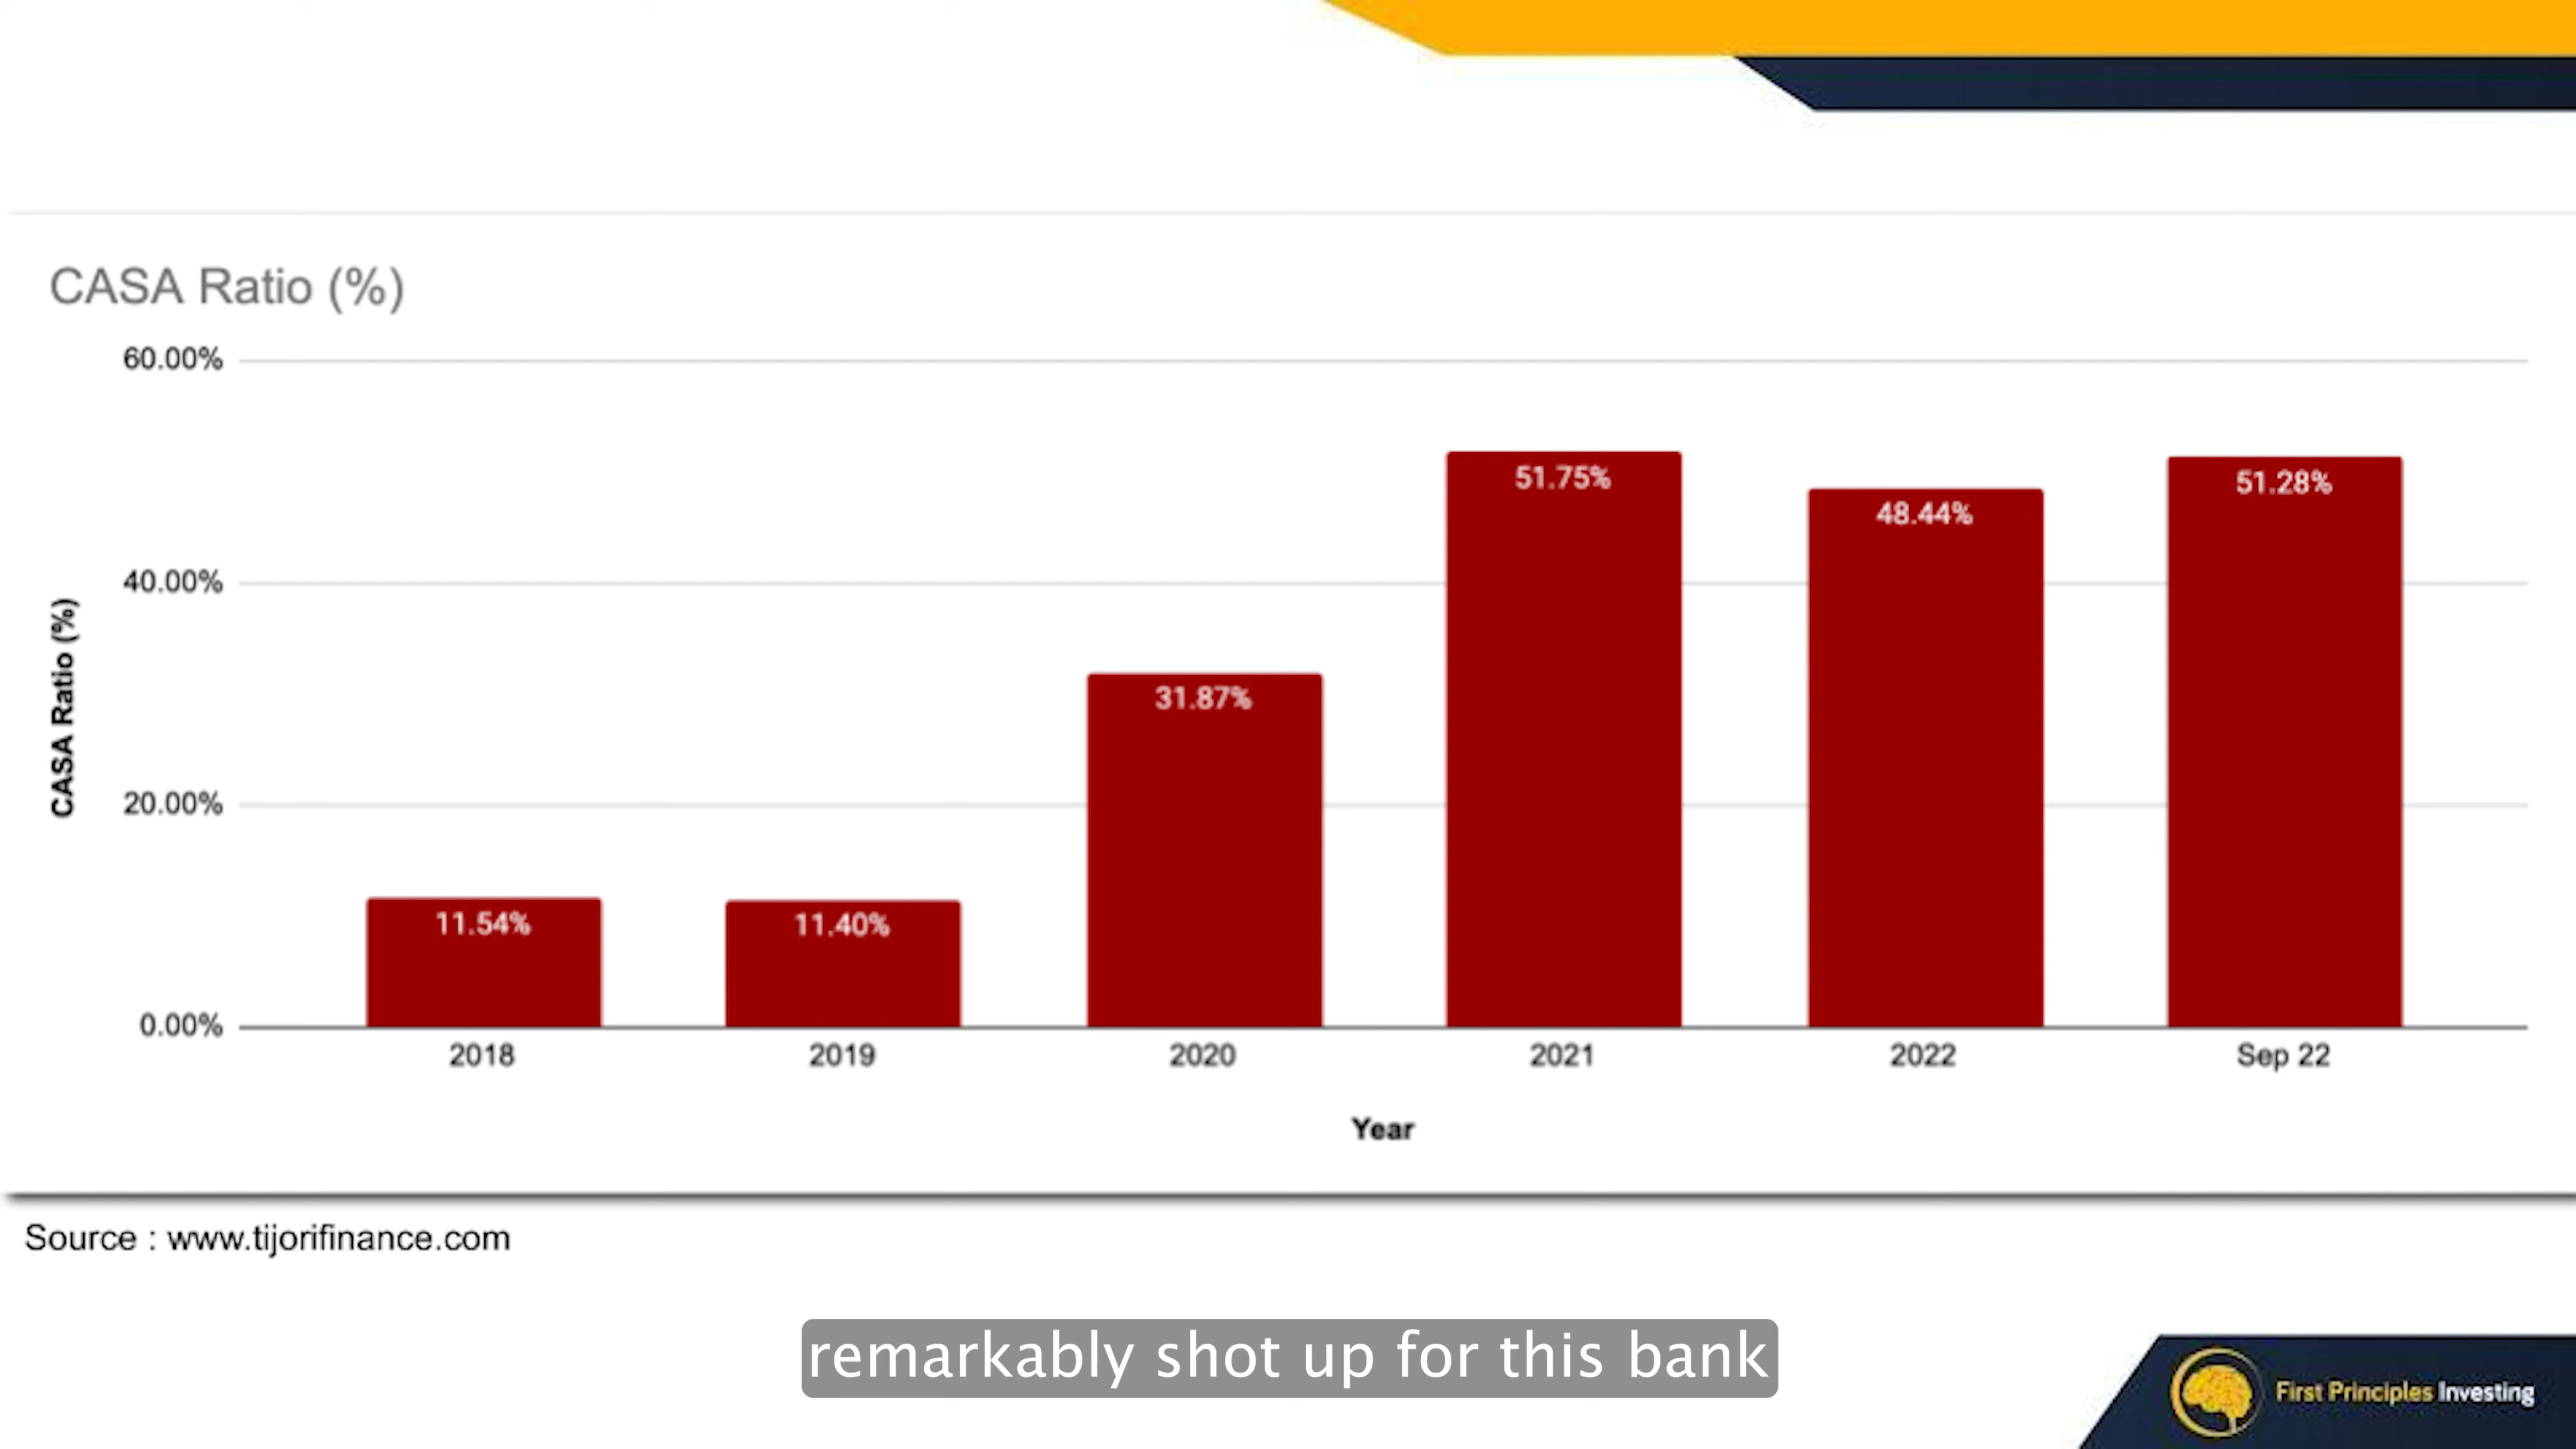 CASA Ratio (%)
60.00%
40.00%
20.00%
0.00%
CASA Ratio (%)
11.54%
11.40%
31.87%
51.75%
48.44%
51.28%
2018
2019
2020
2021
2022
Sep 22
Year
Source : www.tijorifinance.com
remarkably shot up for this bank
First Principles Investing